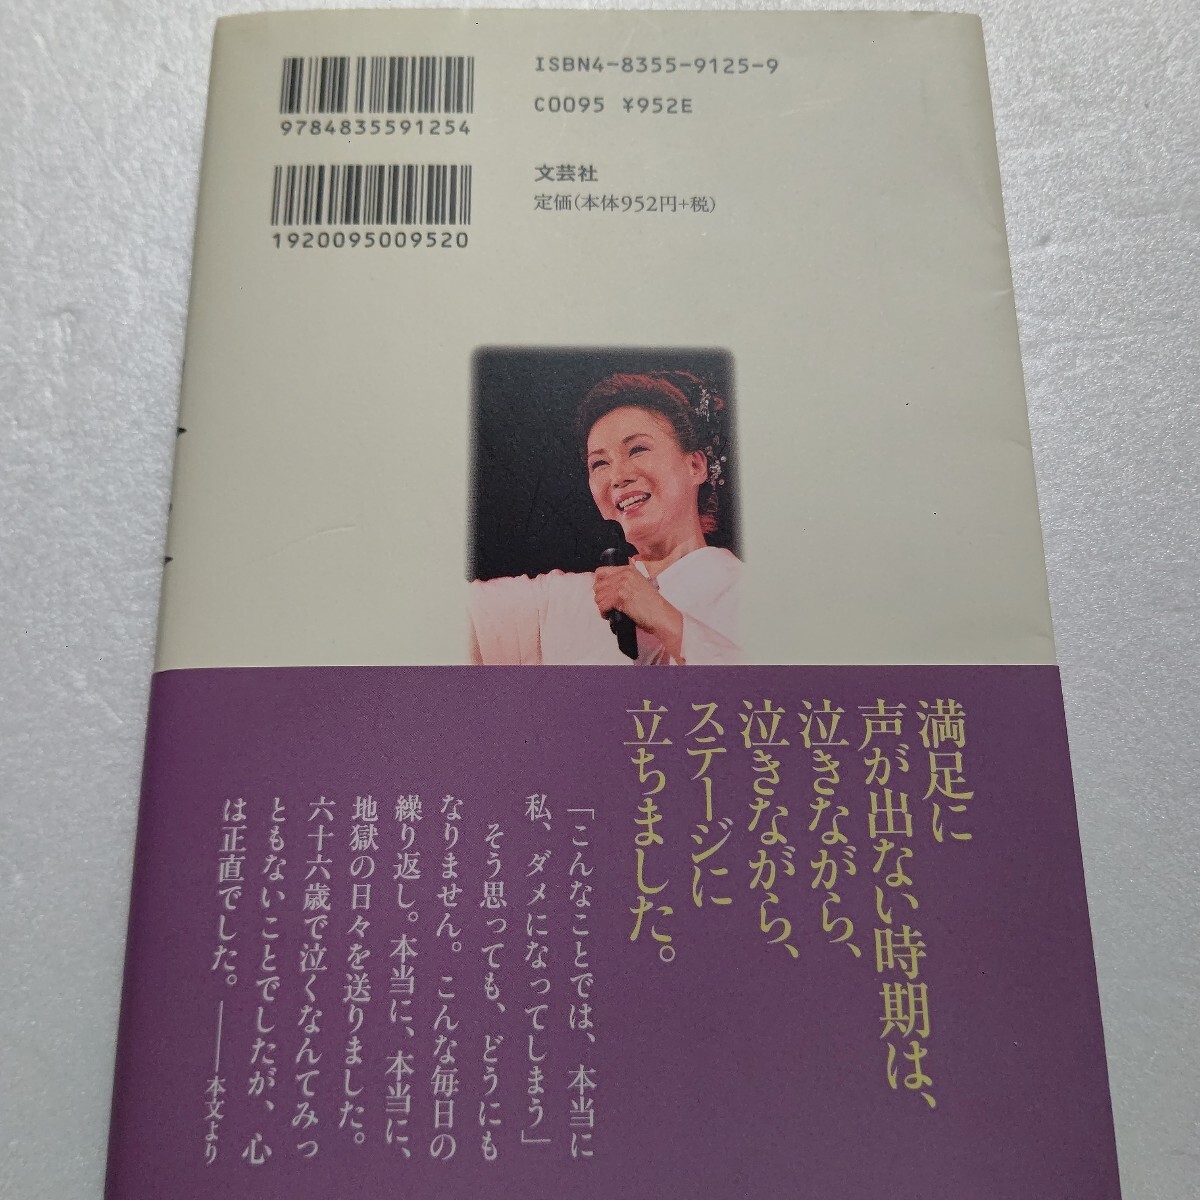 ISBN4-8355-9125-9
C0095 ¥952E
9784835591254
文芸社
定価(本体952円+税)
1920095009520
満足に
声が出ない時期は、
泣きながら、
泣きながら、
ステージに
立ちました。
「こんなことでは、本当に
私、ダメになってしまう」
そう思っても、どうにも
なりません。こんな毎日の
繰り返し。本当に、本当に、
地獄の日々を送りました。
六十六歳で泣くなんてみっ
ともないことでしたが、心
は正直でした。――本文より